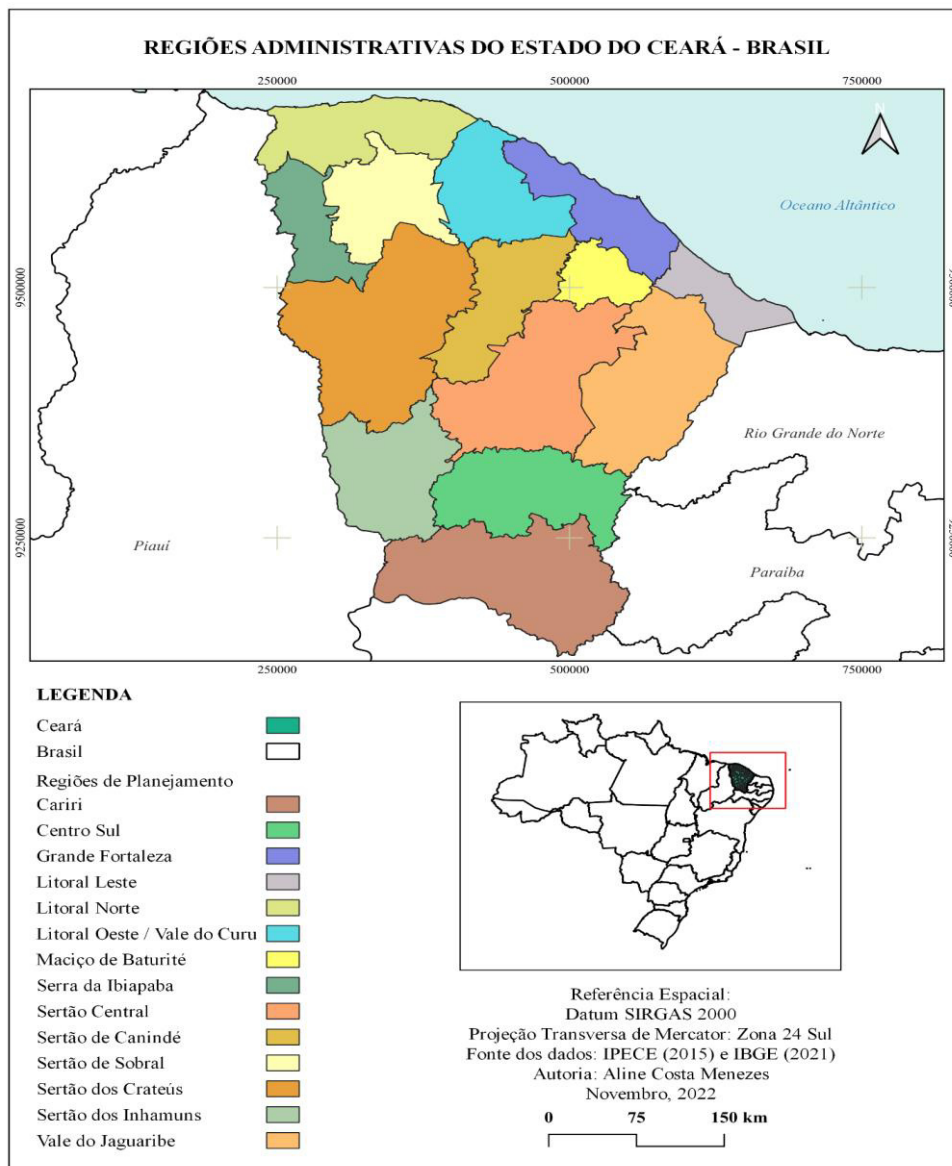 REGIÕES ADMINISTRATIVAS DO ESTADO DO CEARÁ - BRASIL
250000
500000
750000
N
Oceano Altântico
9500000
9500000
Rio Grande do Norte
9250000
9250000
Piauí
Paraíba
250000
500000
750000
LEGENDA
Ceará
Brasil
Regiões de Planejamento
Cariri
Centro Sul
Grande Fortaleza
Litoral Leste
Litoral Norte
Litoral Oeste / Vale do Curu
Maciço de Baturité
Serra da Ibiapaba
Sertão Central
Sertão de Canindé
Sertão de Sobral
Sertão dos Crateús
Sertão dos Inhamuns
Vale do Jaguaribe
Referência Espacial:
Datum SIRGAS 2000
Projeção Transversa de Mercator: Zona 24 Sul
Fonte dos dados: IPECE (2015) e IBGE (2021)
Autoria: Aline Costa Menezes
Novembro, 2022
0 75 150 km